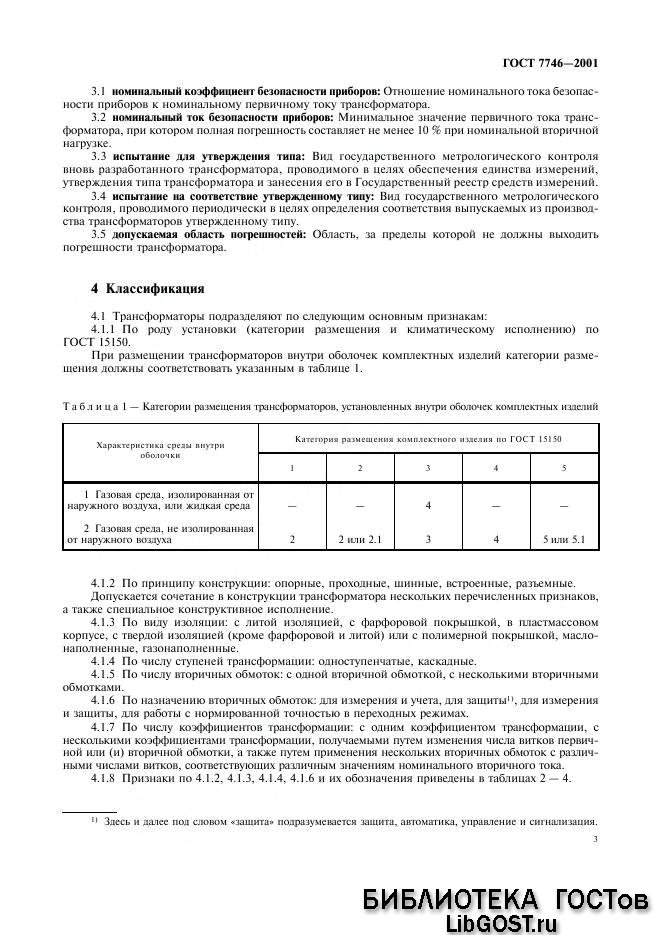 ГОСТ 7746—2001
3.1 номинальный коэффициент безопасности приборов: Отношение номинального тока безопас-
ности приборов к номинальному первичному току трансформатора.
3.2 номинальный ток безопасности приборов: Минимальное значение первичного тока транс-
форматора, при котором полная погрешность составляет не менее 10 % при номинальной вторичной
нагрузке.
3.3 испытание для утверждения типа: Вид государственного метрологического контроля
вновь разработанного трансформатора, проводимого в целях обеспечения единства измерений,
утверждения типа трансформатора и занесения его в Государственный реестр средств измерений.
3.4 испытание на соответствие утвержденному типу: Вид государственного метрологического
контроля, проводимого периодически в целях определения соответствия выпускаемых из производ-
ства трансформаторов утвержденному типу.
3.5 допускаемая область погрешностей: Область, за пределы которой не должны выходить
погрешности трансформатора.
4 Классификация
4.1 Трансформаторы подразделяют по следующим основным признакам:
4.1.1 По роду установки (категории размещения и климатическому исполнению) по
ГОСТ 15150.
При размещении трансформаторов внутри оболочек комплектных изделий категории разме-
щения должны соответствовать указанным в таблице 1.
Т а б л и ц а 1 — Категории размещения трансформаторов, установленных внутри оболочек комплектных изделий
Характеристика среды внутри
оболочки
Категория размещения комплектного изделия по ГОСТ 15150
1 2 3 4 5
1 Газовая среда, изолированная от
наружного воздуха, или жидкая среда — — 4 — —
2 Газовая среда, не изолированная
от наружного воздуха 2 2 или 2.1 3 4 5 или 5.1
4.1.2 По принципу конструкции: опорные, проходные, шинные, встроенные, разъемные.
Допускается сочетание в конструкции трансформатора нескольких перечисленных признаков,
а также специальное конструктивное исполнение.
4.1.3 По виду изоляции: с литой изоляцией, с фарфоровой покрышкой, в пластмассовом
корпусе, с твердой изоляцией (кроме фарфоровой и литой) или с полимерной покрышкой, масло-
наполненные, газонаполненные.
4.1.4 По числу ступеней трансформации: одноступенчатые, каскадные.
4.1.5 По числу вторичных обмоток: с одной вторичной обмоткой, с несколькими вторичными
обмотками.
4.1.6 По назначению вторичных обмоток: для измерения и учета, для защиты1), для измерения
и защиты, для работы с нормированной точностью в переходных режимах.
4.1.7 По числу коэффициентов трансформации: с одним коэффициентом трансформации, с
несколькими коэффициентами трансформации, получаемыми путем изменения числа витков первич-
ной или (и) вторичной обмотки, а также путем применения нескольких вторичных обмоток с различ-
ными числами витков, соответствующих различным значениям номинального вторичного тока.
4.1.8 Признаки по 4.1.2, 4.1.3, 4.1.4, 4.1.6 и их обозначения приведены в таблицах 2 — 4.
1) Здесь и далее под словом «защита» подразумевается защита, автоматика, управление и сигнализация.
3
БИБЛИОТЕКА ГОСТов
LibGOST.ru